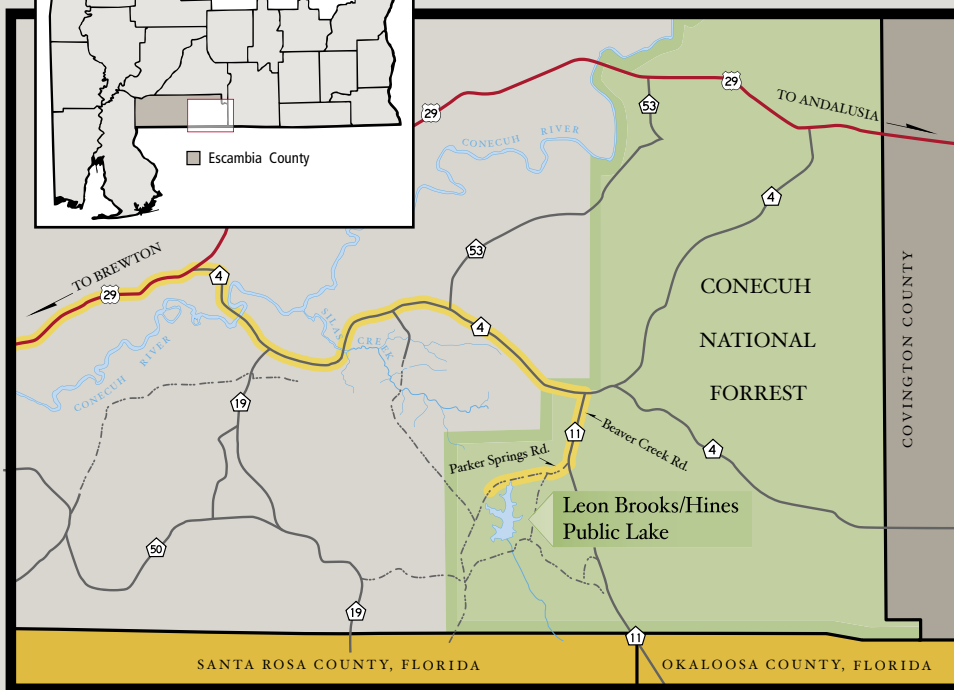 Escambia County
29
CONECUH RIVER
53
29
TO ANDALUSIA
4
53
TO BREWTON
29
4
CONECUH
NATIONAL
FORREST
COVINGTON COUNTY
SILAS CREEK
4
CONECUH RIVER
19
11
Beaver Creek Rd.
4
Parker Springs Rd.
Leon Brooks/Hines
Public Lake
50
19
11
SANTA ROSA COUNTY, FLORIDA
OKALOOSA COUNTY, FLORIDA